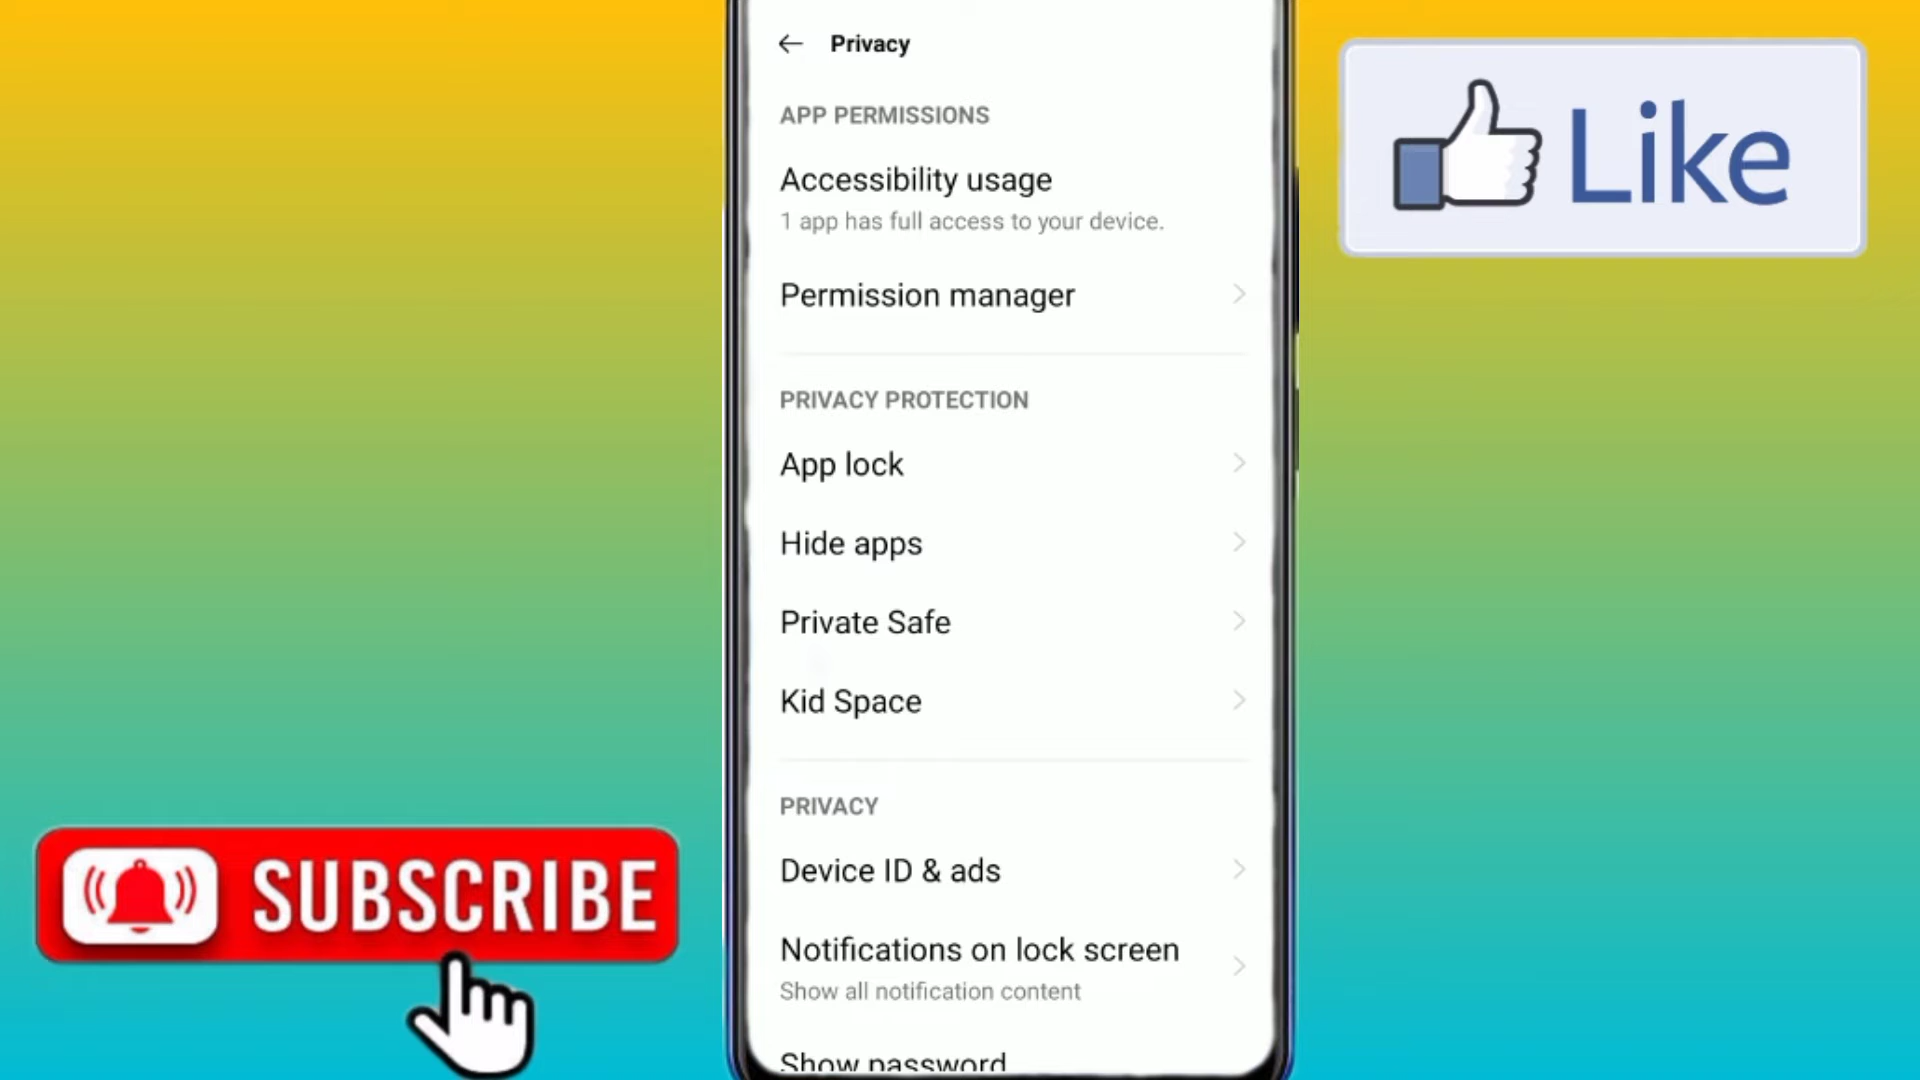 Privacy
APP PERMISSIONS
Accessibility usage
1 app has full access to your device.
Permission manager
PRIVACY PROTECTION
App lock
Hide apps
Private Safe
Kid Space
PRIVACY
Device ID & ads
Notifications on lock screen
Show all notification content
Show password
Like
SUBSCRIBE